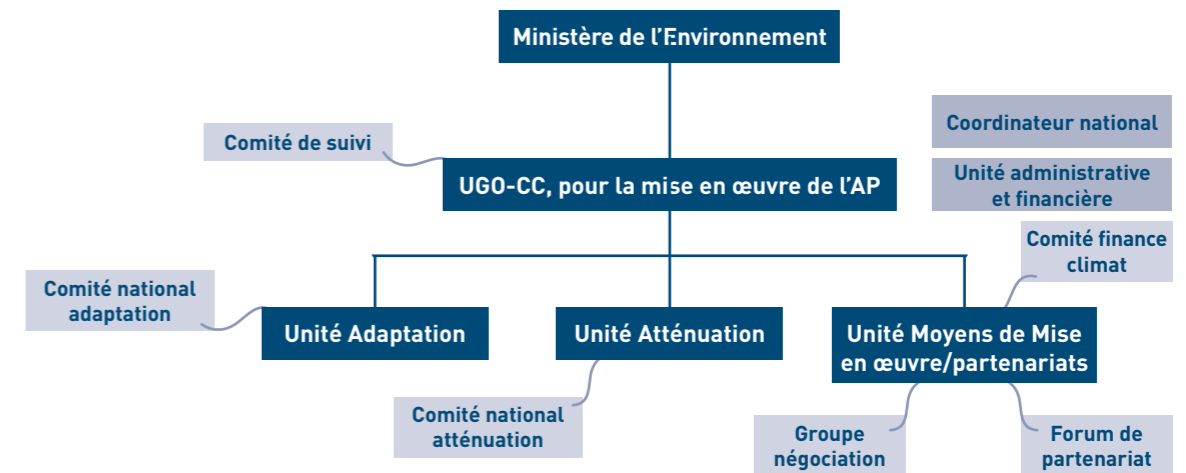 Ministère de l'Environnement
Comité de suivi
Coordinateur national
UGO-CC, pour la mise en œuvre de l'AP
Unité administrative
et financière
Comité finance
climat
Comité national
adaptation
Unité Adaptation
Unité Atténuation
Unité Moyens de Mise
en œuvre/partenariats
Comité national
atténuation
Groupe
négociation
Forum de
partenariat